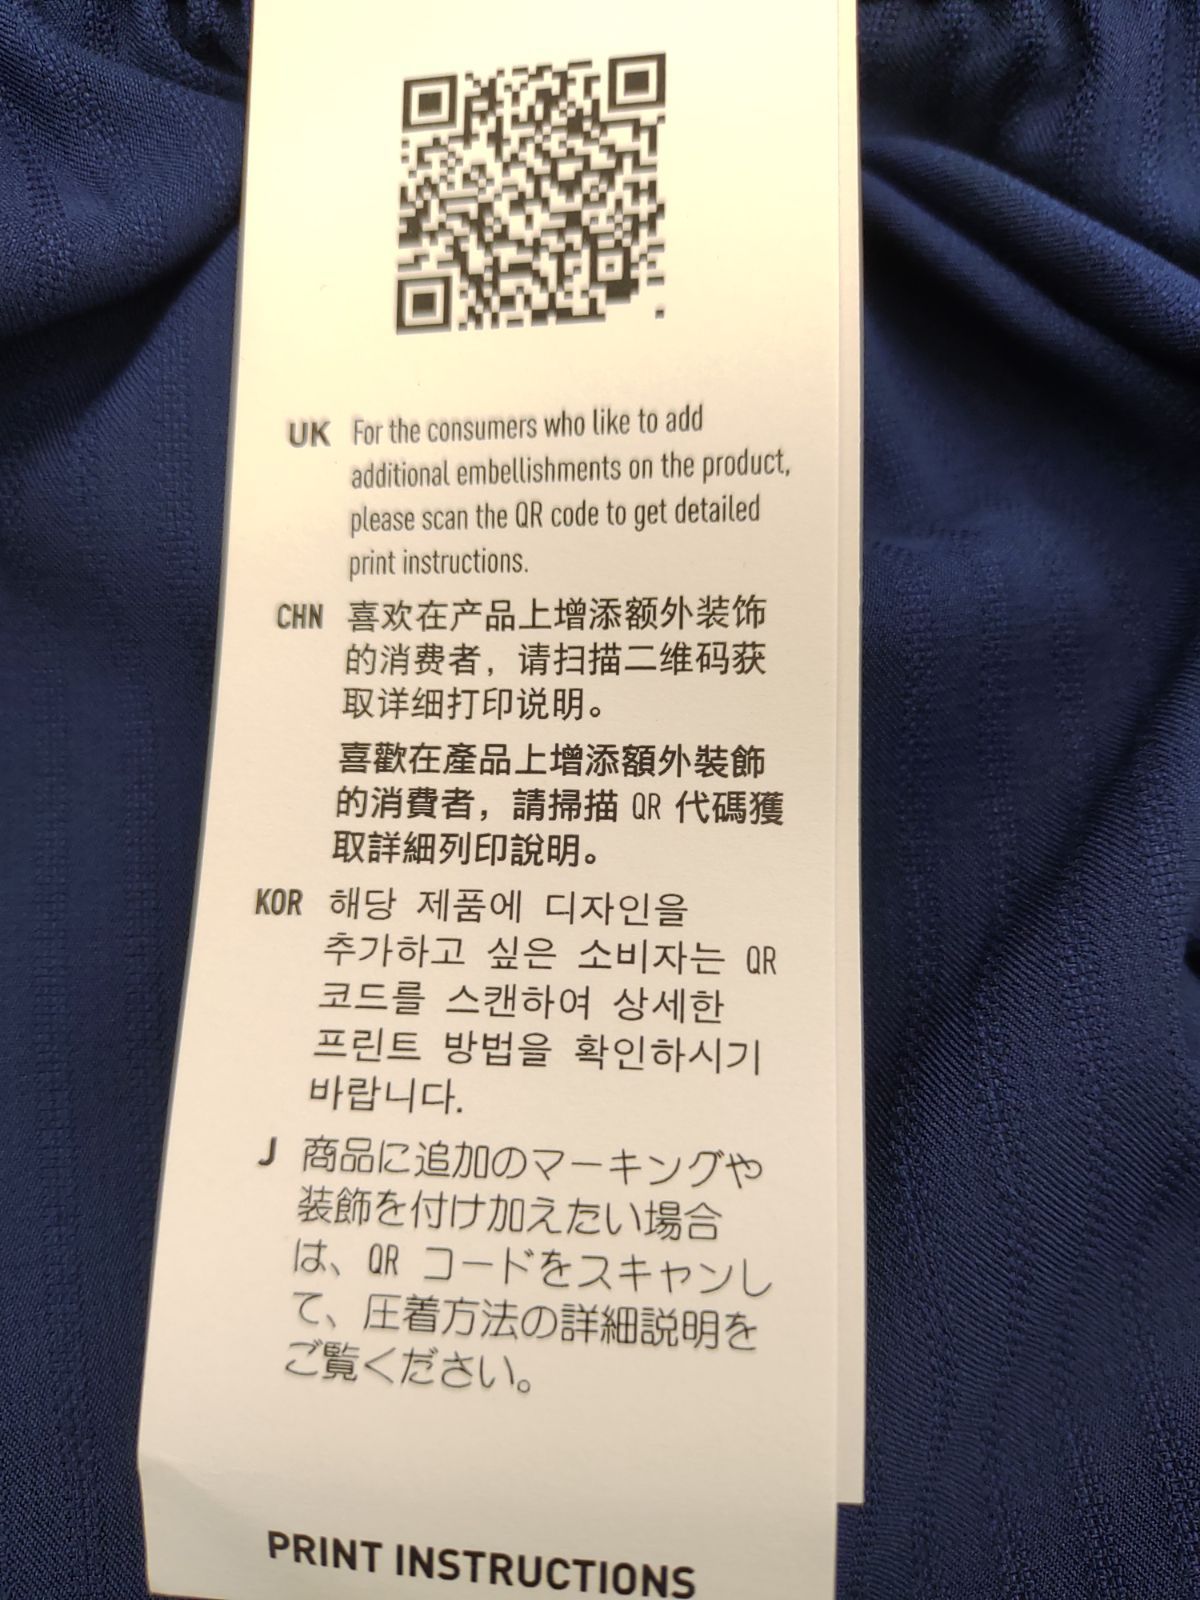 UK For the consumers who like to add
additional embellishments on the product,
please scan the QR code to get detailed
print instructions.
CHN 喜欢在产品上增添额外装饰
的消费者，请扫描二维码获
取详细打印说明。
喜歡在產品上增添額外裝飾
的消費者，請掃描 QR 代碼獲
取詳細列印說明。
KOR 해당 제품에 디자인을
추가하고 싶은 소비자는 QR
코드를 스캔하여 상세한
프린트 방법을 확인하시기
바랍니다.
J 商品に追加のマーキングや
装飾を付け加えたい場合
は、QR コードをスキャンし
て、圧着方法の詳細説明を
ご覧ください。
PRINT INSTRUCTIONS